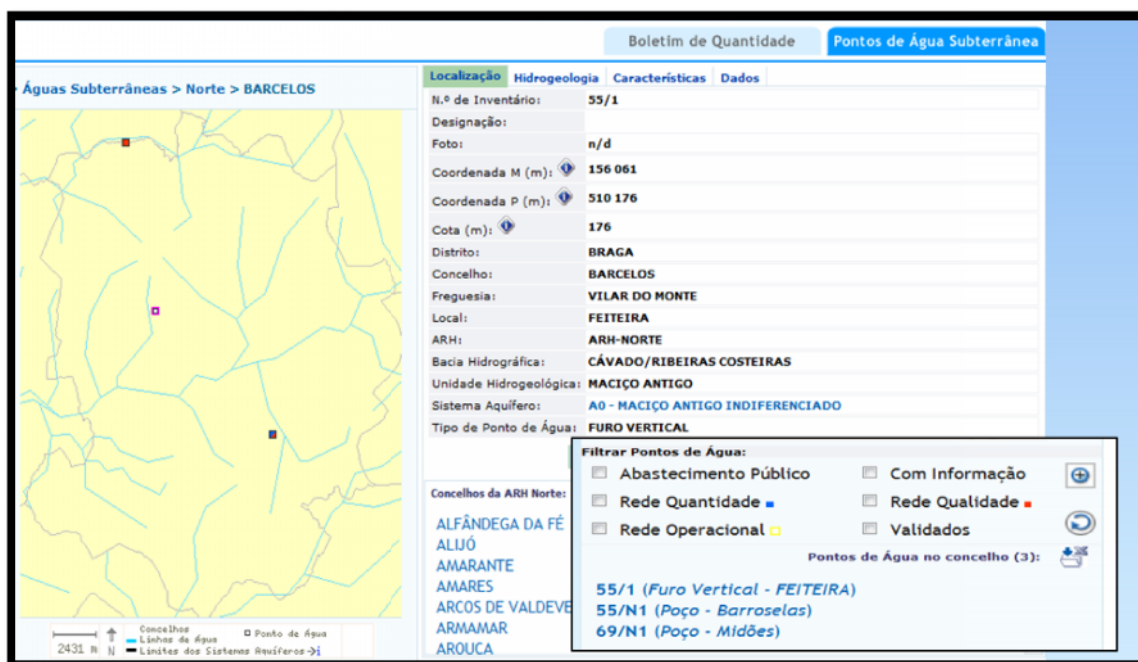 Boletim de Quantidade
Pontos de Água Subterrânea
Águas Subterrâneas > Norte > BARCELOS
Localização Hidrogeologia Características Dados
N.º de Inventário: 55/1
Designação:
Foto: n/d
Coordenada M (m): 156 061
Coordenada P (m): 510 176
Cota (m): 176
Distrito: BRAGA
Concelho: BARCELOS
Freguesia: VILAR DO MONTE
Local: FEITEIRA
ARH: ARH-NORTE
Bacia Hidrográfica: CÁVADO/RIBEIRAS COSTEIRAS
Unidade Hidrogeológica: MACIÇO ANTIGO
Sistema Aquífero: A0 - MACIÇO ANTIGO INDIFERENCIADO
Tipo de Ponto de Água: FURO VERTICAL
Concelhos da ARH Norte:
ALFÂNDEGA DA FÉ
ALIJÓ
AMARANTE
AMARES
ARCOS DE VALDEVE
ARMAMAR
AROUCA
Filtrar Pontos de Água:
Abastecimento Público Com Informação
Rede Quantidade Rede Qualidade
Rede Operacional Validados
Pontos de Água no concelho (3):
55/1 (Furo Vertical - FEITEIRA)
55/N1 (Poço - Barroselas)
69/N1 (Poço - Midões)
2431 m N
Concelhos Ponto de Água
Linhas de Água
Limites dos Sistemas Aquíferos